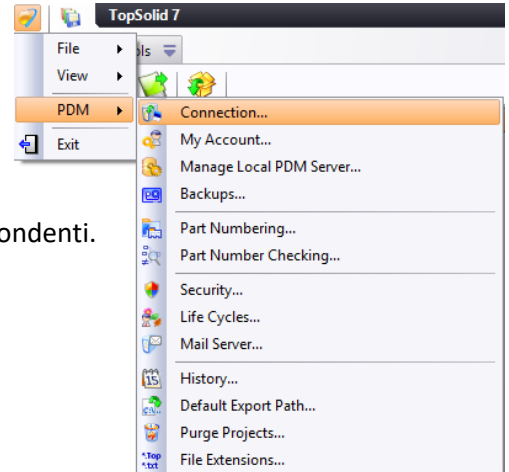 TopSolid 7
File
View
PDM
Exit
ols
Connection...
My Account...
Manage Local PDM Server...
Backups...
ondenti.
Part Numbering...
Part Number Checking...
Security...
Life Cycles...
Mail Server...
History...
Default Export Path...
Purge Projects...
File Extensions...